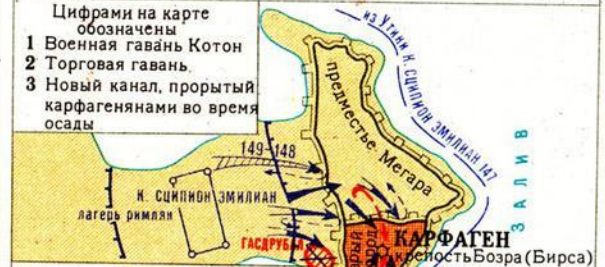 Цифрами на карте
обозначены
1 Военная гавань Котон
2 Торговая гавань
3 Новый канал, прорытый
карфагенянами во время
осады
из Утики К. СЦИПИОН ЭМИЛИАН 147
предместье Мегара
149-148
К. СЦИПИОН ЭМИЛИАН
лагерь римлян
ЗАЛИВ
ГАСДРУБАЛ
КАРФАГЕН
крепость Бозра (Бирса)